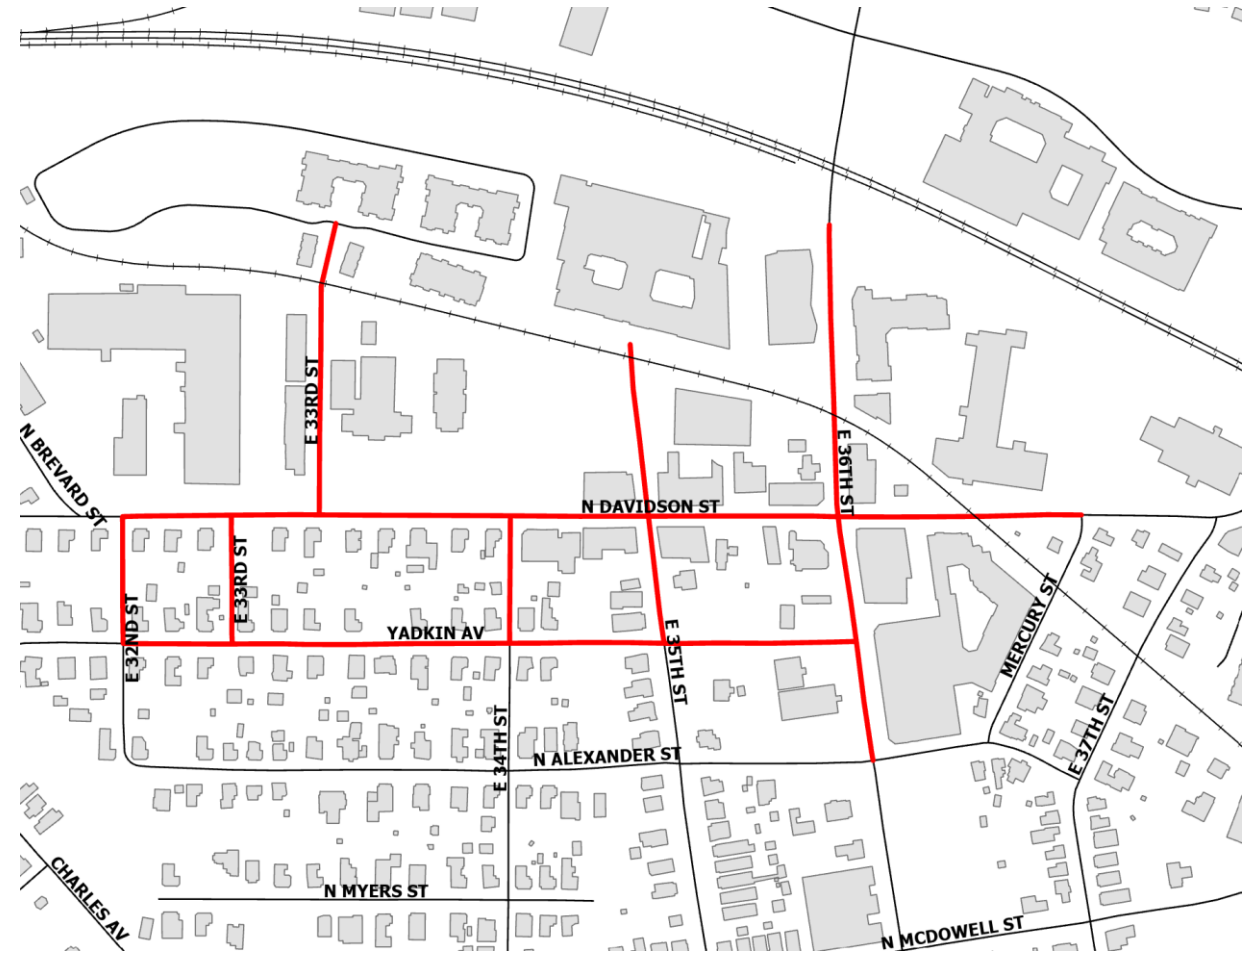 E 33RD ST
N BREVARD ST
E 36TH ST
N DAVIDSON ST
E 33RD ST
E 32ND ST
YADKIN AV
E 35TH ST
MERCURY ST
E 34TH ST
N ALEXANDER ST
E 37TH ST
CHARLES AV
N MYERS ST
N MCDOWELL ST